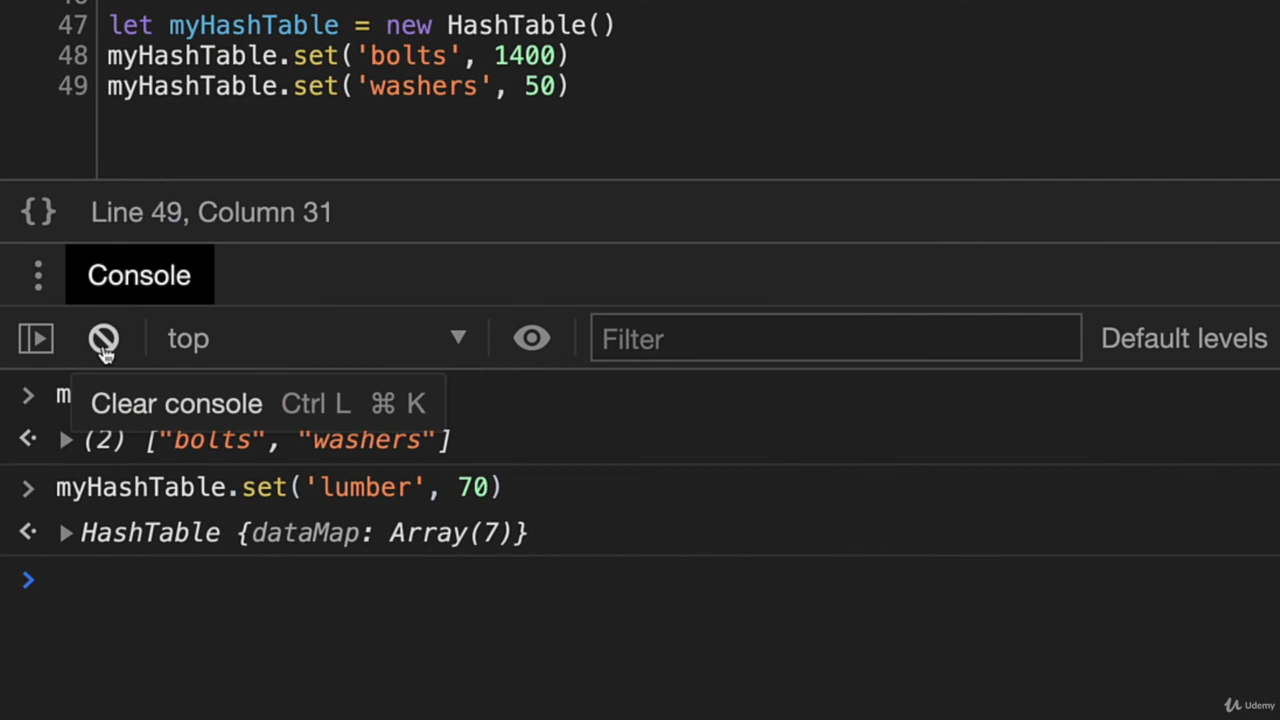 47 let myHashTable = new HashTable()
48 myHashTable.set('bolts', 1400)
49 myHashTable.set('washers', 50)
{} Line 49, Column 31
Console
top Filter Default levels
> m
Clear console Ctrl L ⌘ K
(2) ["bolts", "washers"]
> myHashTable.set('lumber', 70)
HashTable {dataMap: Array(7)}
>
Udemy